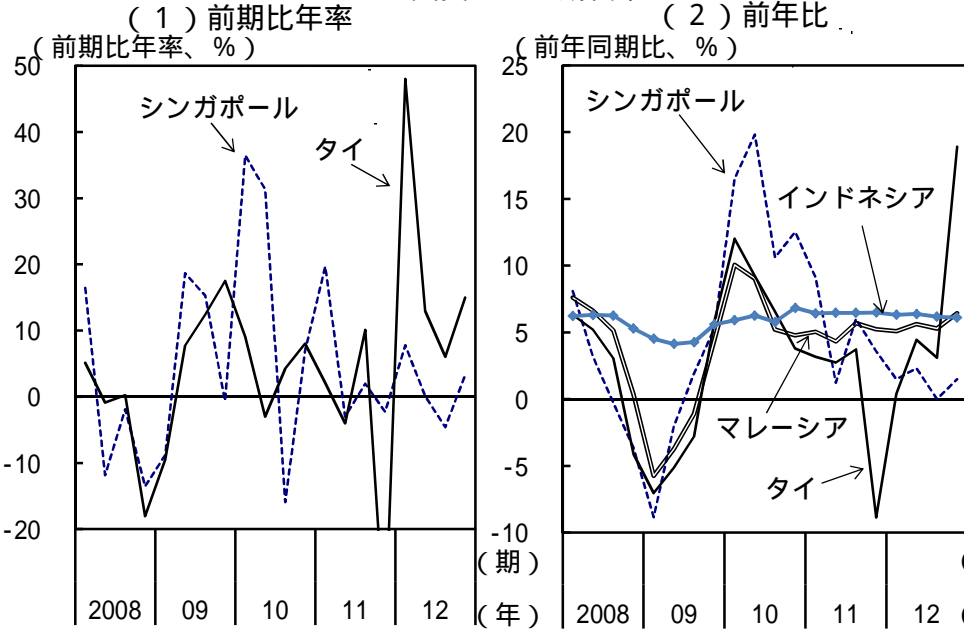 （１）前期比年率
（前期比年率、％）
50
40
30
20
10
0
-10
-20
シンガポール
タイ
2008
09
10
11
12
（期）
（年）
（２）前年比
（前年同期比、％）
25
20
15
10
5
0
-5
-10
シンガポール
インドネシア
マレーシア
タイ
2008
09
10
11
12